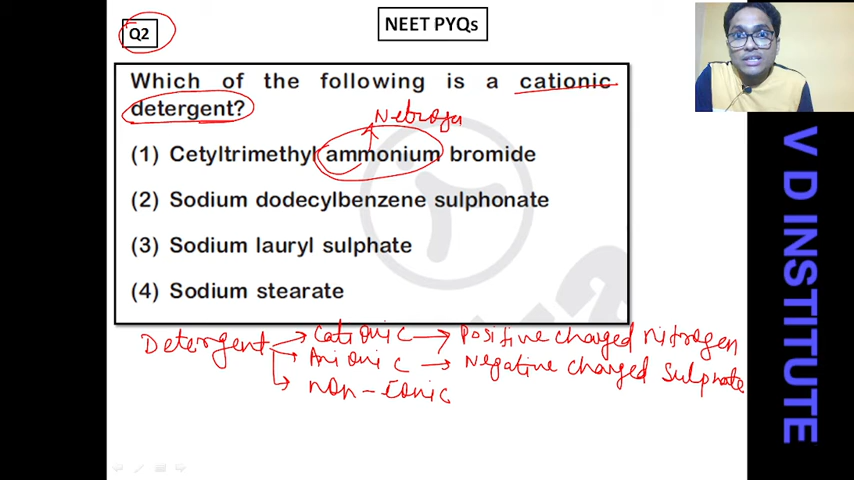 Q2
NEET PYQs
Which of the following is a cationic
detergent?
Nebroga
(1) Cetyltrimethyl ammonium bromide
(2) Sodium dodecylbenzene sulphonate
(3) Sodium lauryl sulphate
(4) Sodium stearate
Detergent → Cationic → Positive charged nitrogen
→ Anionic → Negative charged sulphate
→ non-Ionic
V D INSTITUTE